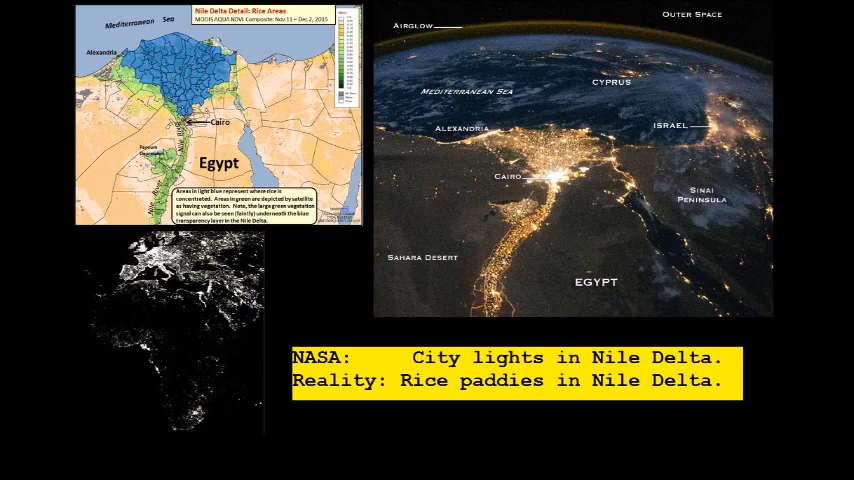 Nile Delta Detail: Rice Areas
MODIS AQUA NDVI Composite: Nov 11 – Dec 2, 2015
Mediterranean Sea
Alexandria
Cairo
Nile River
Fayoum
Depression
Egypt
Areas in light blue represent where rice is
concentrated. Areas in green are depicted by satellite
as having vegetation. Note, the large green vegetation
signal can also be seen (faintly) underneath the blue
transparency layer in the Nile Delta.
OUTER SPACE
AIRGLOW
CYPRUS
MEDITERRANEAN SEA
ISRAEL
ALEXANDRIA
CAIRO
SINAI
PENINSULA
SAHARA DESERT
EGYPT
NASA: City lights in Nile Delta.
Reality: Rice paddies in Nile Delta.